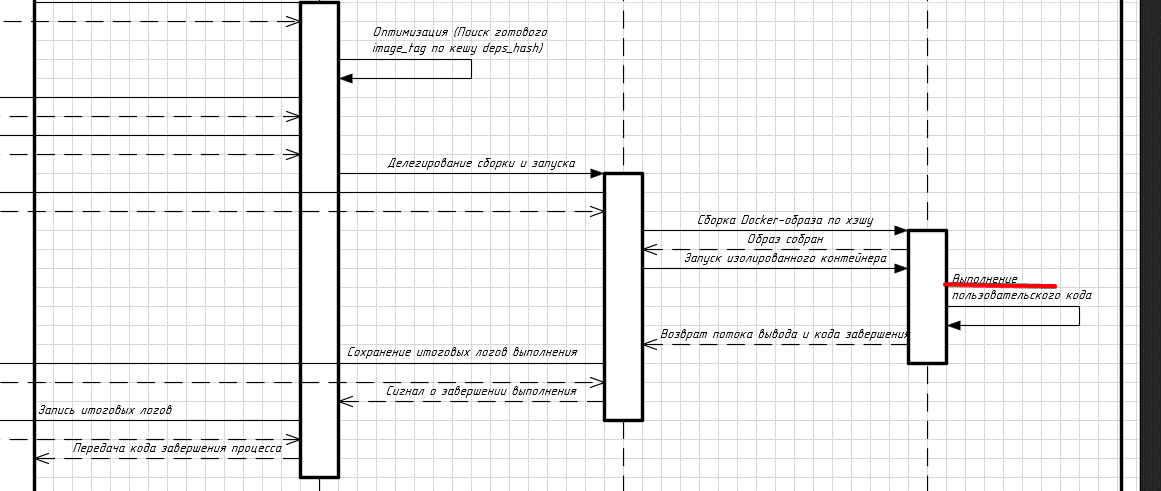 Оптимизация (Поиск готового
image_tag по кешу deps_hash)
Делегирование сборки и запуска
Сборка Docker-образа по хэшу
Образ собран
Запуск изолированного контейнера
Выполнение
пользовательского кода
Возврат потока вывода и кода завершения
Сохранение итоговых логов выполнения
Сигнал о завершении выполнения
Запись итоговых логов
Передача кода завершения процесса